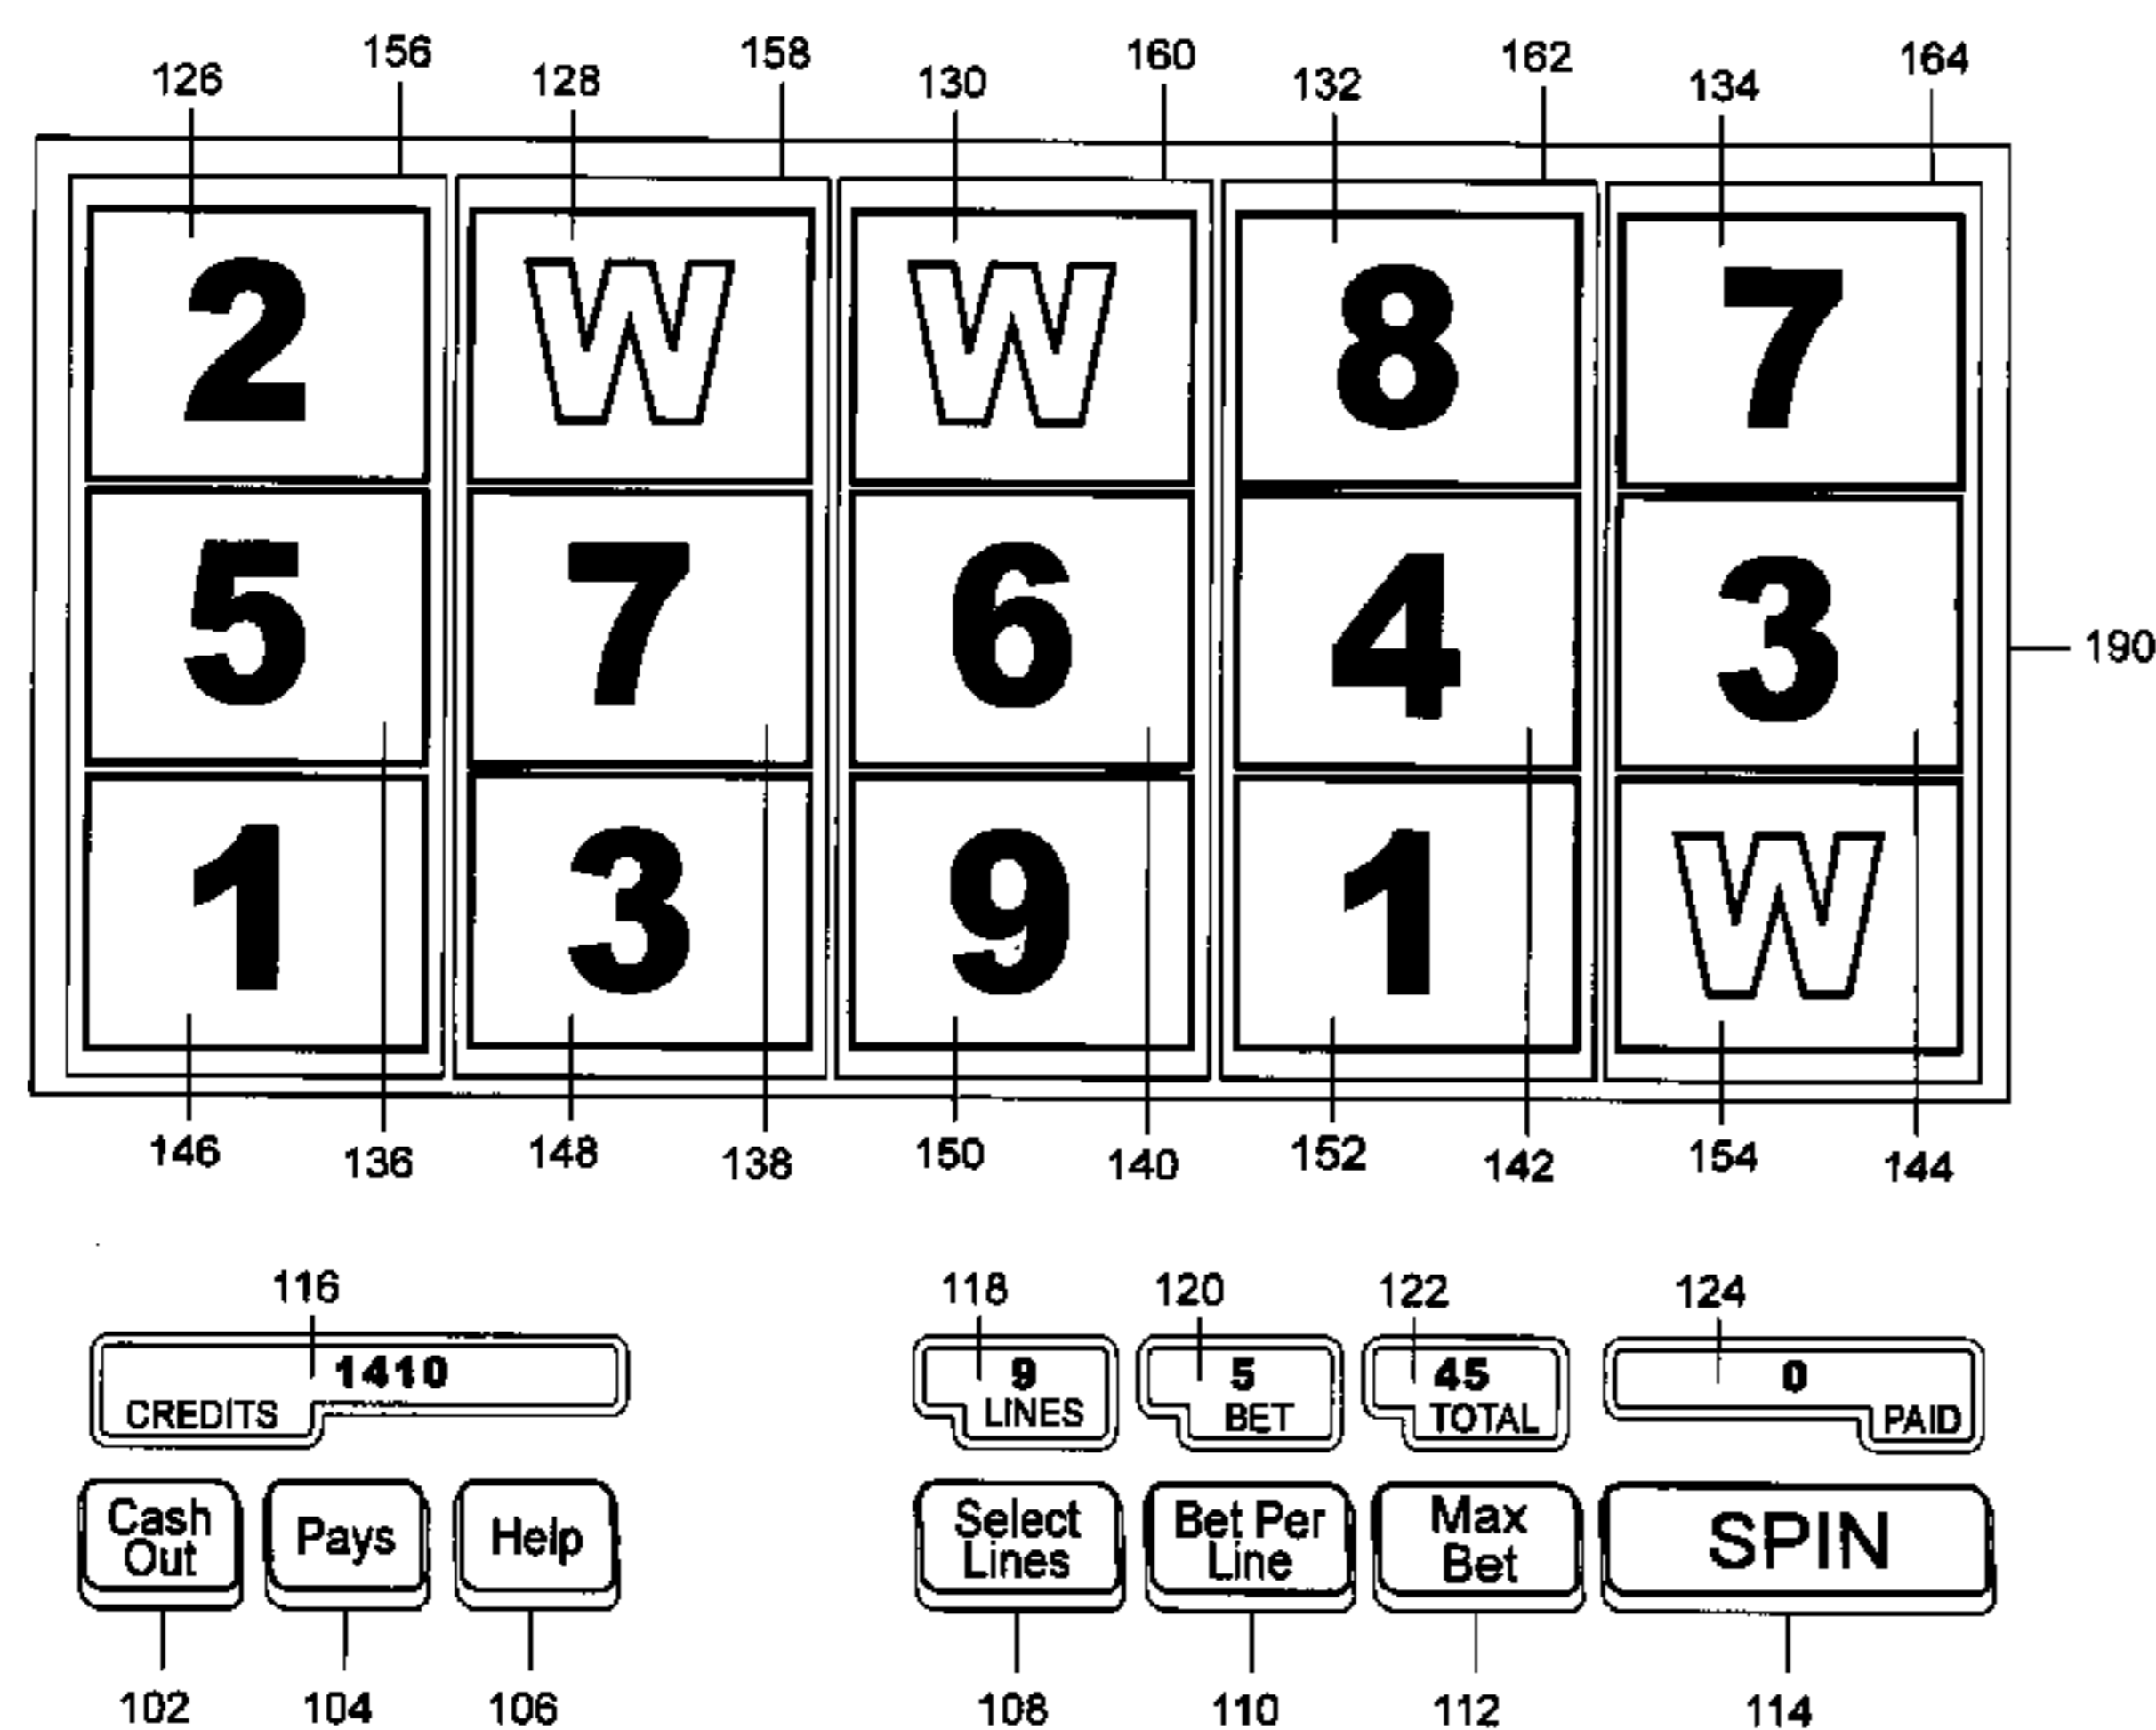 126 156 128 158 130 160 132 162 134 164
2 W W 8 7
5 7 6 4 3
190
1 3 9 1 W
146 136 148 138 150 140 152 142 154 144
116 118 120 122 124
1410 9 5 45 0
CREDITS LINES BET TOTAL PAID
Cash Out Pays Help Select Lines Bet Per Line Max Bet SPIN
102 104 106 108 110 112 114